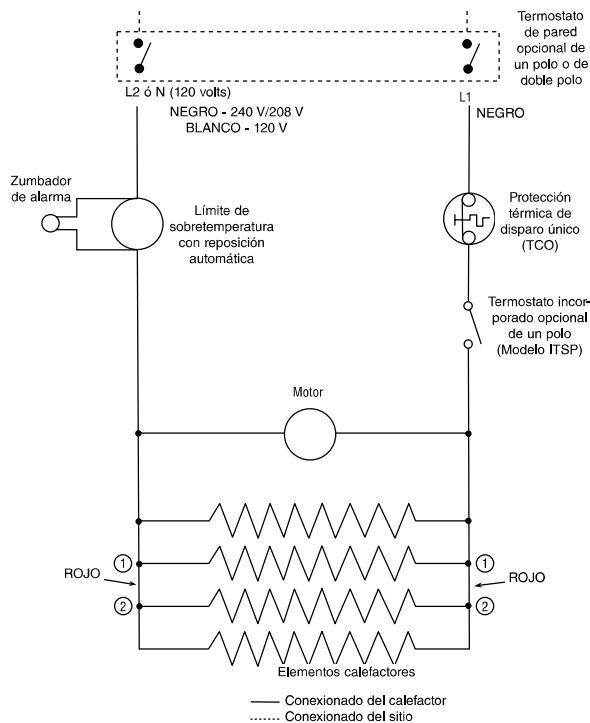 Termostato
de pared
opcional de
un polo o de
doble polo
L2 ó N (120 volts)
L1
NEGRO - 240 V/208 V
BLANCO - 120 V
NEGRO
Zumbador
de alarma
Límite de
sobretemperatura
con reposición
automática
Protección
térmica de
disparo único
(TCO)
Termostato incor-
porado opcional
de un polo
(Modelo ITSP)
Motor
1
1
ROJO
ROJO
2
2
Elementos calefactores
Conexionado del calefactor
Conexionado del sitio